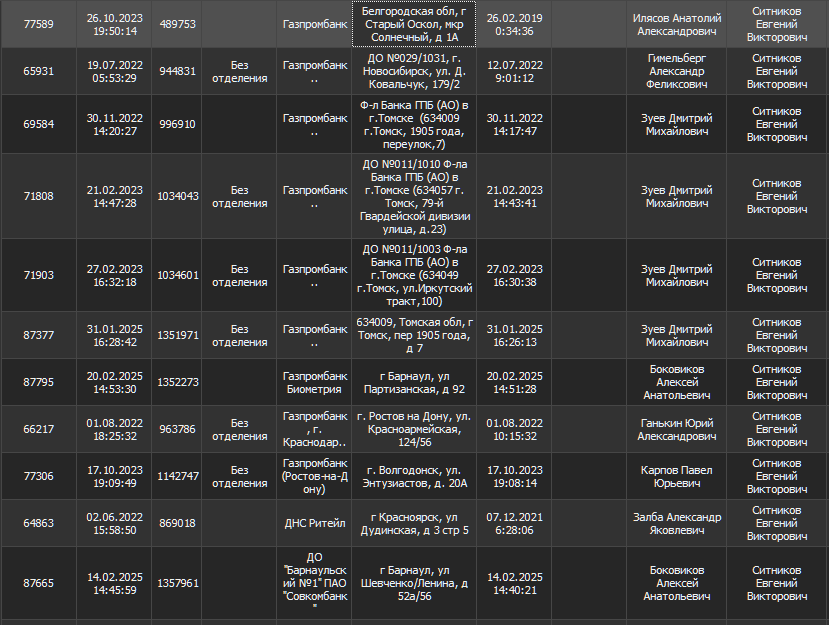 77589
26.10.2023
19:50:14
489753
Газпромбанк
Белгородская обл, г
Старый Оскол, мкр
Солнечный, д 1А
26.02.2019
0:34:36
Илясов Анатолий
Александрович
Ситников
Евгений
Викторович
65931
19.07.2022
05:53:29
944831
Без
отделения
Газпромбанк
..
ДО №029/1031, г.
Новосибирск, ул. Д.
Ковальчук, 179/2
12.07.2022
9:01:12
Гимельберг
Александр
Феликсович
Ситников
Евгений
Викторович
69584
30.11.2022
14:20:27
996910
Газпромбанк
..
Ф-л Банка ГПБ (АО) в
г.Томске (634009
г.Томск, 1905 года,
переулок,7)
30.11.2022
14:17:47
Зуев Дмитрий
Михайлович
Ситников
Евгений
Викторович
71808
21.02.2023
14:47:28
1034043
Без
отделения
Газпромбанк
..
ДО №011/1010 Ф-ла
Банка ГПБ (АО) в
г.Томске (634057 г.
Томск, 79-й
Гвардейской дивизии
улица, д.23)
21.02.2023
14:43:41
Зуев Дмитрий
Михайлович
Ситников
Евгений
Викторович
71903
27.02.2023
16:32:18
1034601
Без
отделения
Газпромбанк
..
ДО №011/1003 Ф-ла
Банка ГПБ (АО) в
г.Томске (634049
г.Томск, ул.Иркутский
тракт,100)
27.02.2023
16:30:38
Зуев Дмитрий
Михайлович
Ситников
Евгений
Викторович
87377
31.01.2025
16:28:42
1351971
Без
отделения
Газпромбанк
..
634009, Томская обл, г
Томск, пер 1905 года,
д 7
31.01.2025
16:26:13
Зуев Дмитрий
Михайлович
Ситников
Евгений
Викторович
87795
20.02.2025
14:53:30
1352273
Газпромбанк
Биометрия
г Барнаул, ул
Партизанская, д 92
20.02.2025
14:51:28
Боковиков
Алексей
Анатольевич
Ситников
Евгений
Викторович
66217
01.08.2022
18:25:32
963786
Без
отделения
Газпромбанк
, г.
Краснодар..
г. Ростов на Дону, ул.
Красноармейская,
124/56
01.08.2022
10:15:32
Ганькин Юрий
Александрович
Ситников
Евгений
Викторович
77306
17.10.2023
19:09:49
1142747
Без
отделения
Газпромбанк
(Ростов-на-Д
ону)
г. Волгодонск, ул.
Энтузиастов, д. 20А
17.10.2023
19:08:14
Карпов Павел
Юрьевич
Ситников
Евгений
Викторович
64863
02.06.2022
15:58:50
869018
ДНС Ритейл
г Красноярск, ул
Дудинская, д 3 стр 5
07.12.2021
6:28:06
Залба Александр
Яковлевич
Ситников
Евгений
Викторович
87665
14.02.2025
14:45:59
1357961
ДО
"Барнаульск
ий №1" ПАО
"Совкомбанк
"
г Барнаул, ул
Шевченко/Ленина, д
52а/56
14.02.2025
14:40:21
Боковиков
Алексей
Анатольевич
Ситников
Евгений
Викторович